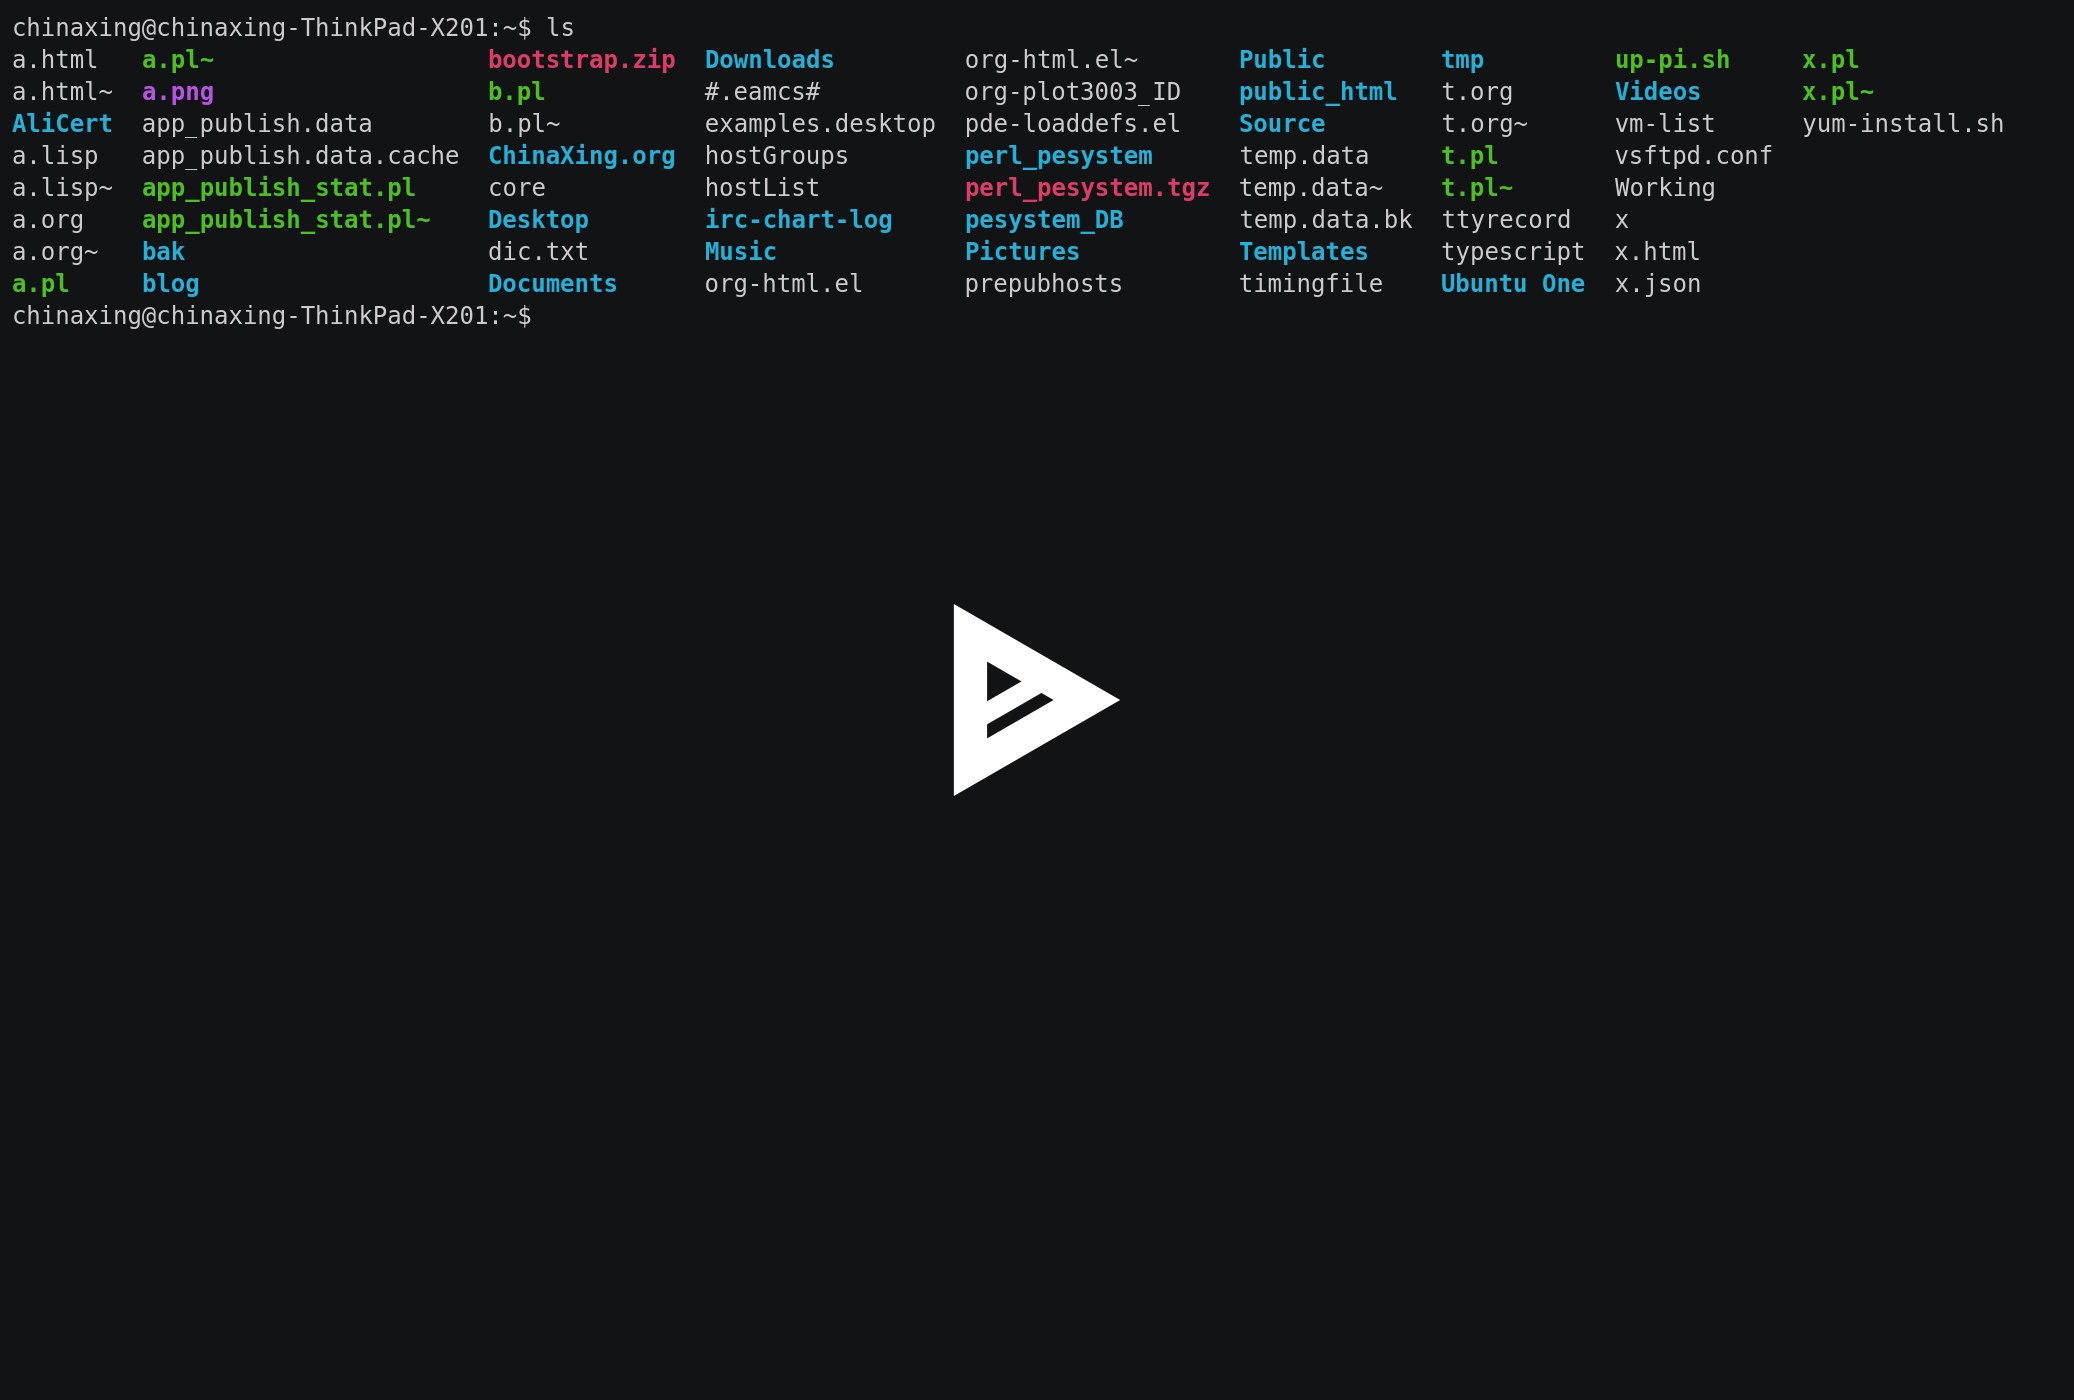 chinaxing@chinaxing-ThinkPad-X201:~$ ls
a.html   a.pl~                   bootstrap.zip  Downloads         org-html.el~       Public         tmp         up-pi.sh     x.pl
a.html~  a.png                   b.pl           #.eamcs#          org-plot3003_ID    public_html    t.org       Videos       x.pl~
AliCert  app_publish.data        b.pl~          examples.desktop  pde-loaddefs.el    Source         t.org~      vm-list      yum-install.sh
a.lisp   app_publish.data.cache  ChinaXing.org  hostGroups        perl_pesystem      temp.data      t.pl        vsftpd.conf
a.lisp~  app_publish_stat.pl     core           hostList          perl_pesystem.tgz  temp.data~     t.pl~       Working
a.org    app_publish_stat.pl~    Desktop        irc-chart-log     pesystem_DB        temp.data.bk   ttyrecord   x
a.org~   bak                     dic.txt        Music             Pictures           Templates      typescript  x.html
a.pl     blog                    Documents      org-html.el       prepubhosts        timingfile     Ubuntu One  x.json
chinaxing@chinaxing-ThinkPad-X201:~$